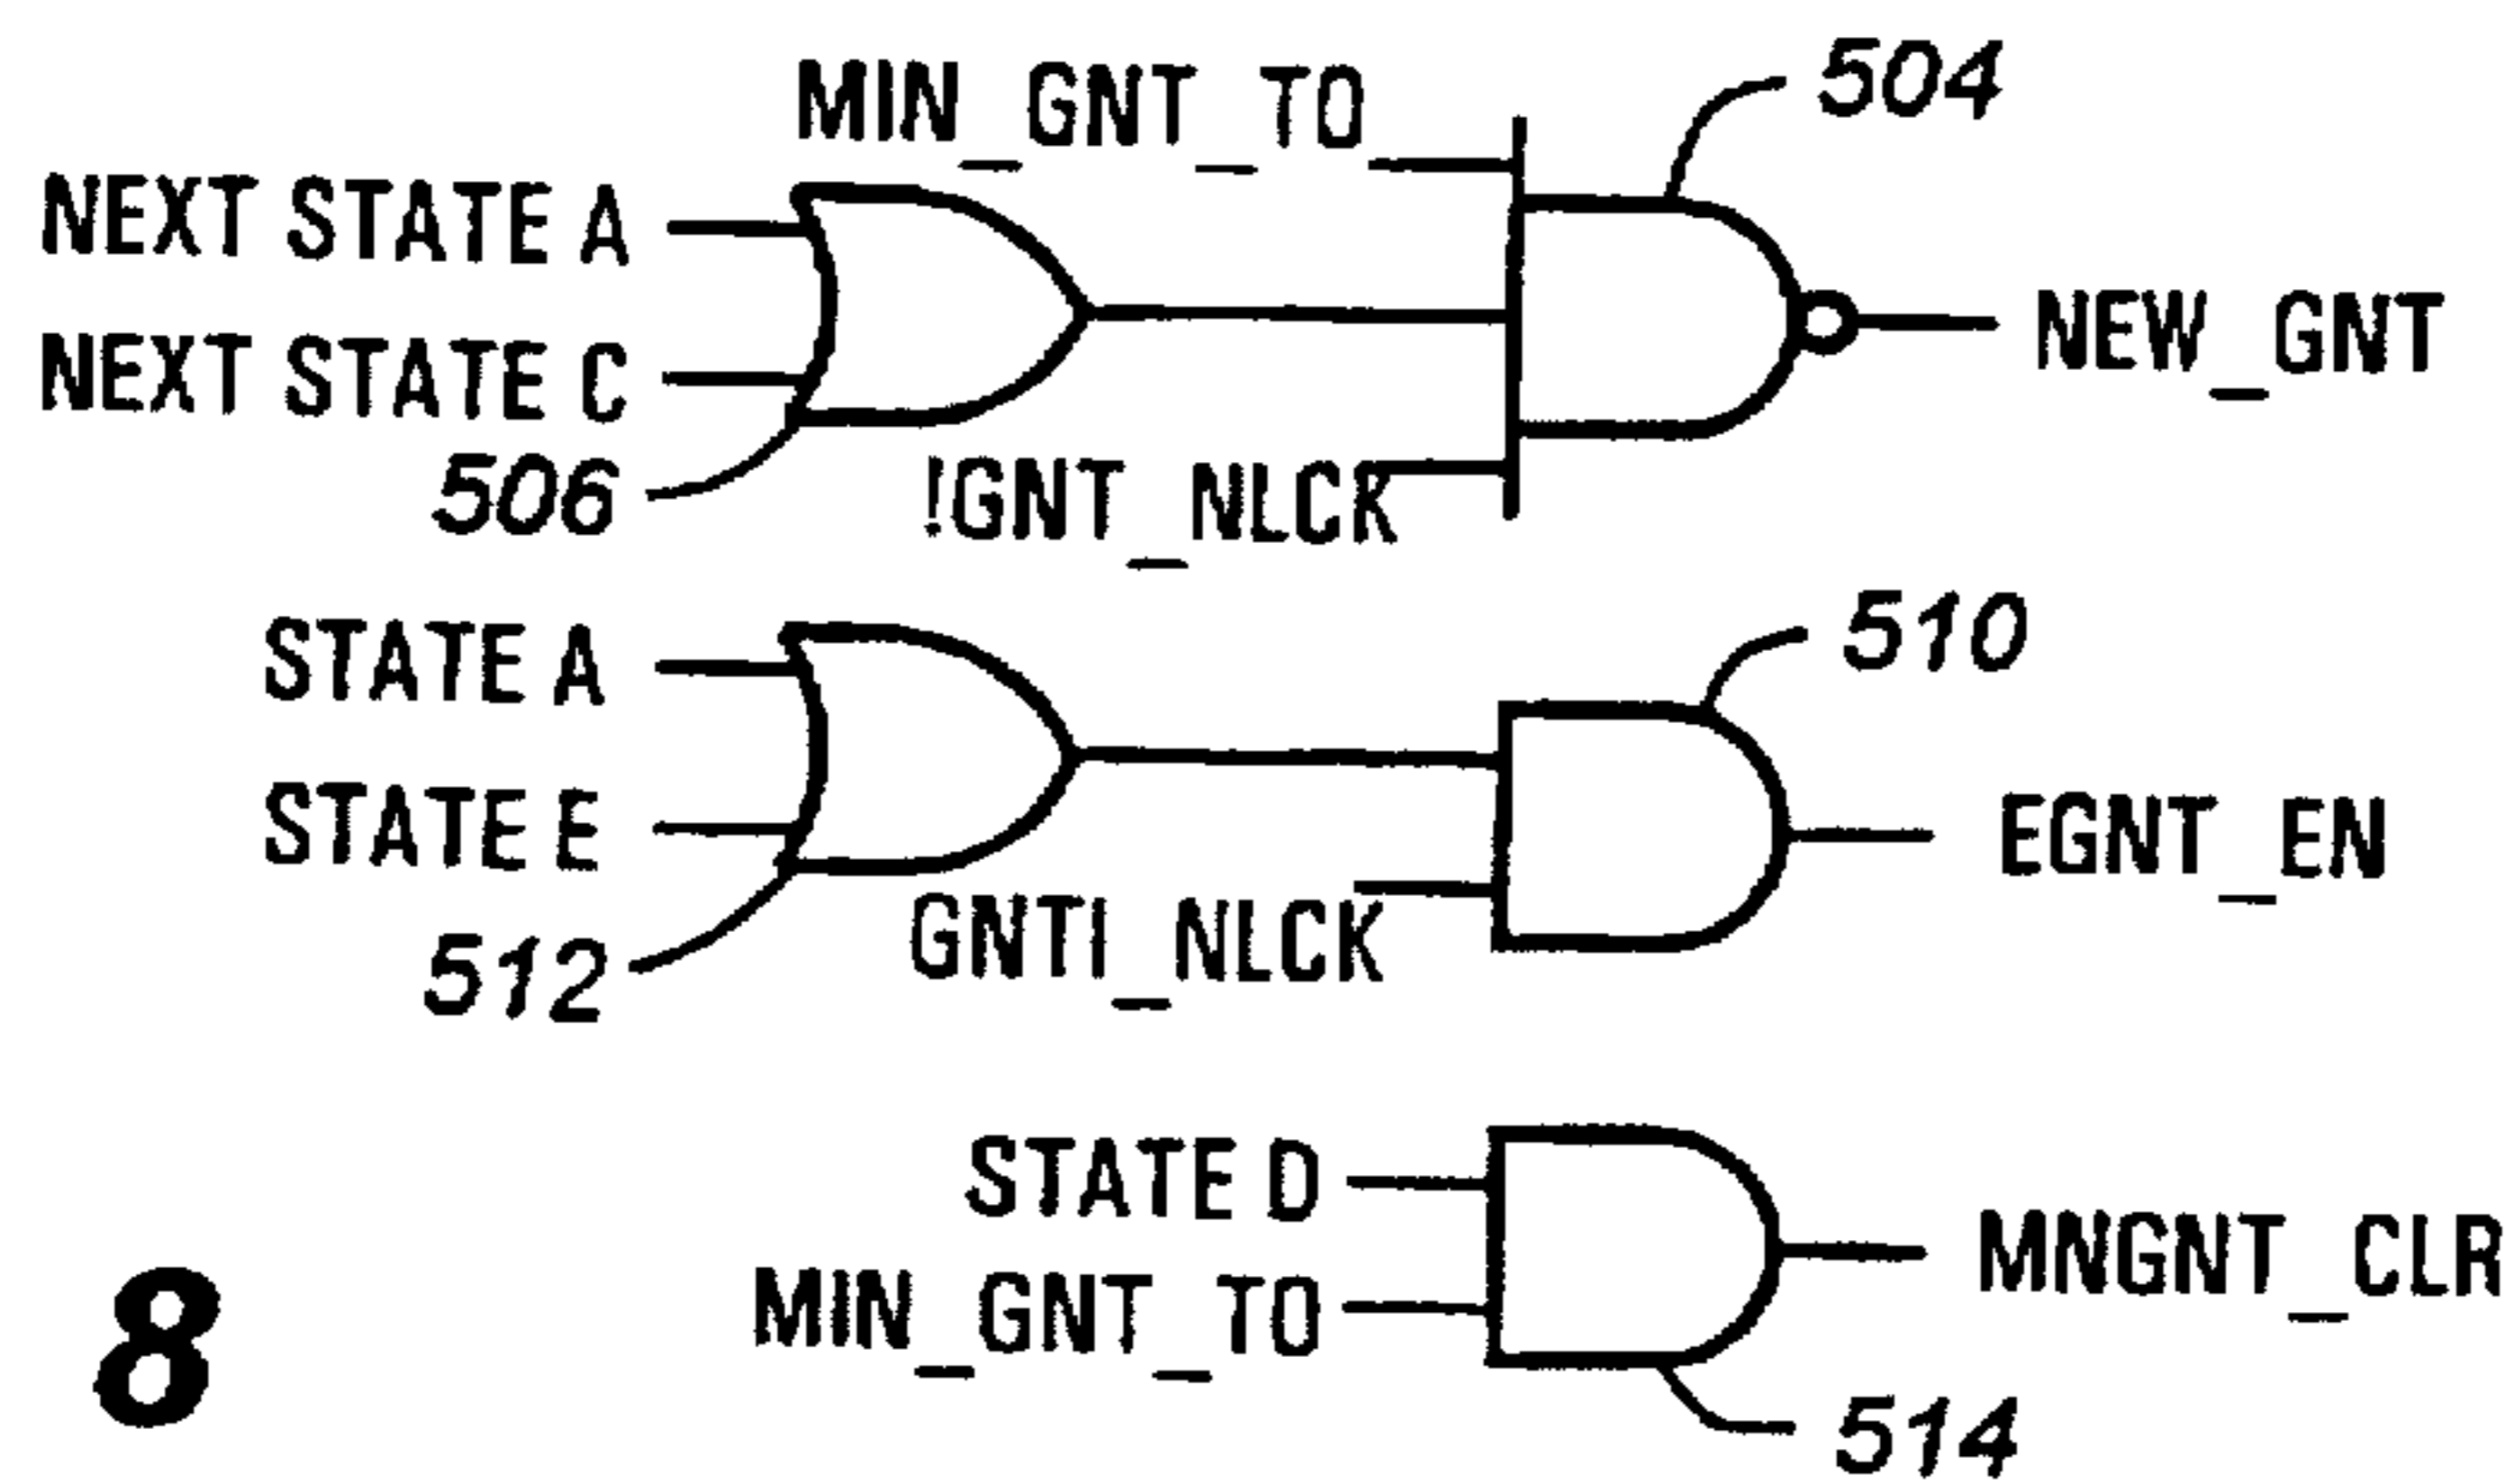 MIN_GNT_TO
504
NEXT STATE A
NEXT STATE C
NEW_GNT
506
!GNT_NLCK
STATE A
510
STATE E
EGNT_EN
512
GNTI_NLCK
STATE D
MNGNT_CLR
MIN_GNT_TO
514
8